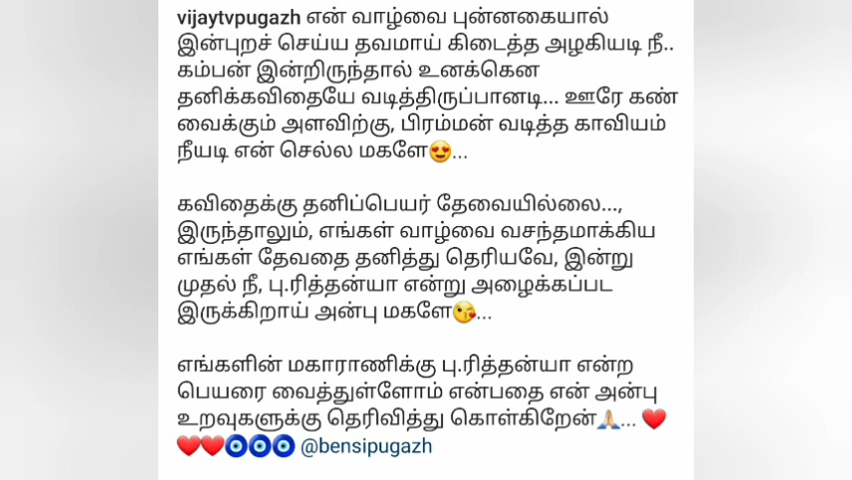 vijaytvpugazh என் வாழ்வை புன்னகையால்
இன்புறச் செய்ய தவமாய் கிடைத்த அழகியடி நீ..
கம்பன் இன்றிருந்தால் உனக்கென
தனிக்கவிதையே வடித்திருப்பானடி... ஊரே கண்
வைக்கும் அளவிற்கு, பிரம்மன் வடித்த காவியம்
நீயடி என் செல்ல மகளே😍...
கவிதைக்கு தனிப்பெயர் தேவையில்லை...,
இருந்தாலும், எங்கள் வாழ்வை வசந்தமாக்கிய
எங்கள் தேவதை தனித்து தெரியவே, இன்று
முதல் நீ, பு.ரித்தன்யா என்று அழைக்கப்பட
இருக்கிறாய் அன்பு மகளே😘...
எங்களின் மகாராணிக்கு பு.ரித்தன்யா என்ற
பெயரை வைத்துள்ளோம் என்பதை என் அன்பு
உறவுகளுக்கு தெரிவித்து கொள்கிறேன்🙏🏻... ❤️
❤️❤️🧿🧿🧿 @bensipugazh